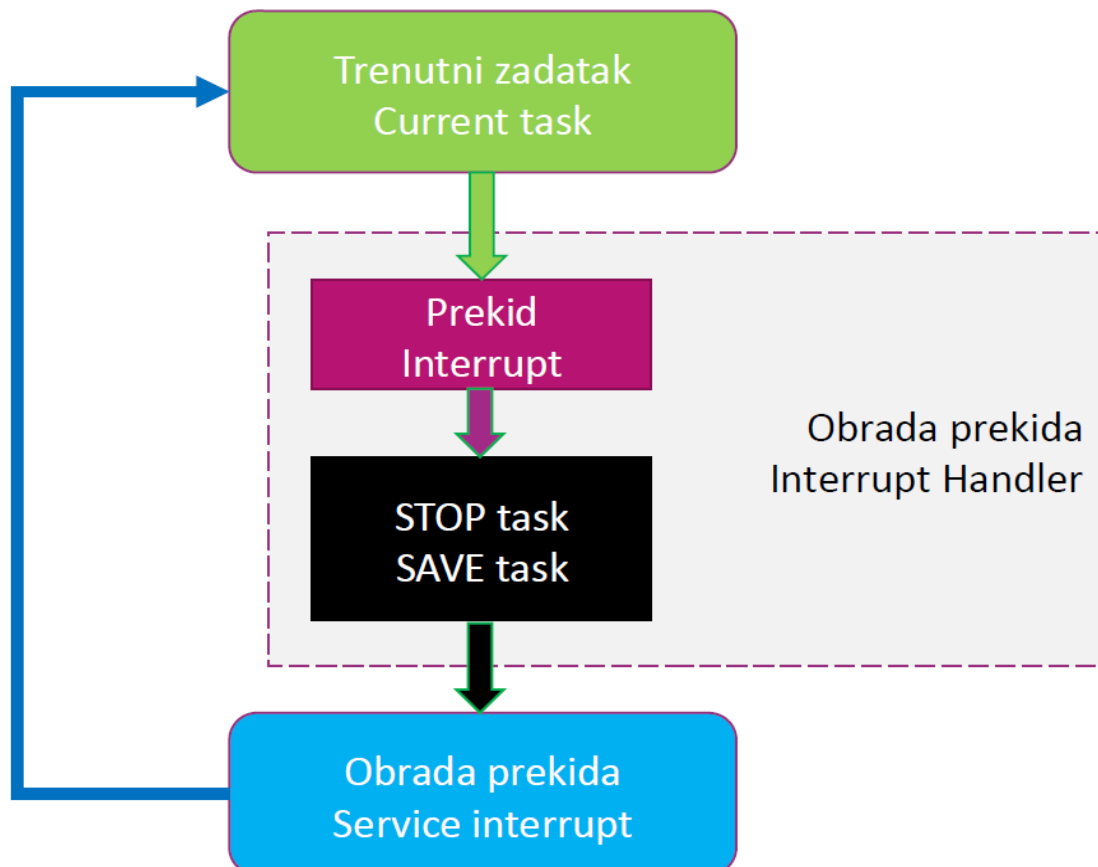 Trenutni zadatak
Current task
Prekid
Interrupt
Obrada prekida
Interrupt Handler
STOP task
SAVE task
Obrada prekida
Service interrupt